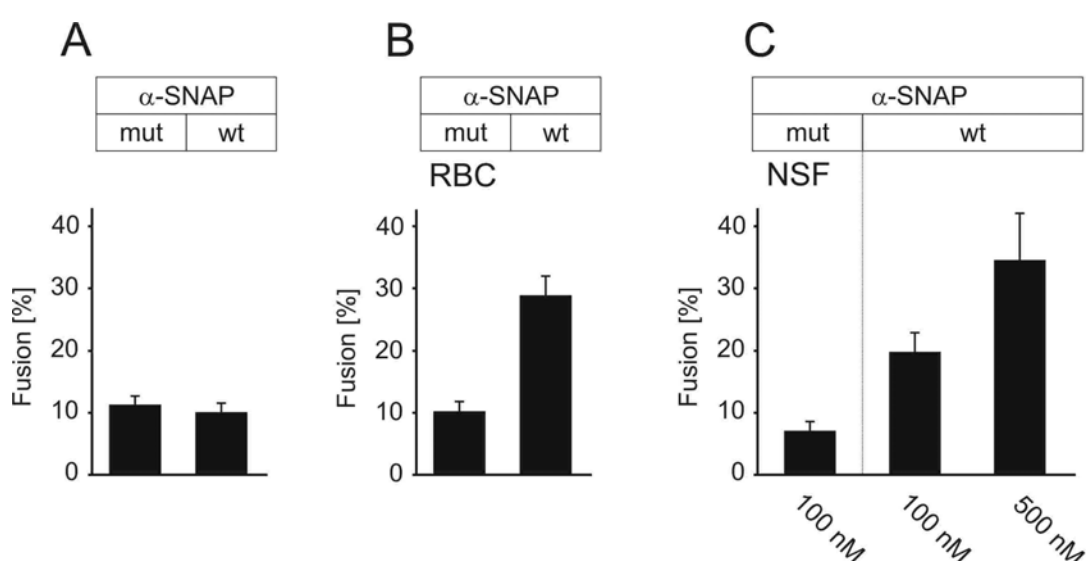 A
α-SNAP
mut wt
Fusion [%]
40
30
20
10
0
B
α-SNAP
mut wt
RBC
Fusion [%]
40
30
20
10
0
C
α-SNAP
mut wt
NSF
Fusion [%]
40
30
20
10
0
100 nM
100 nM
500 nM